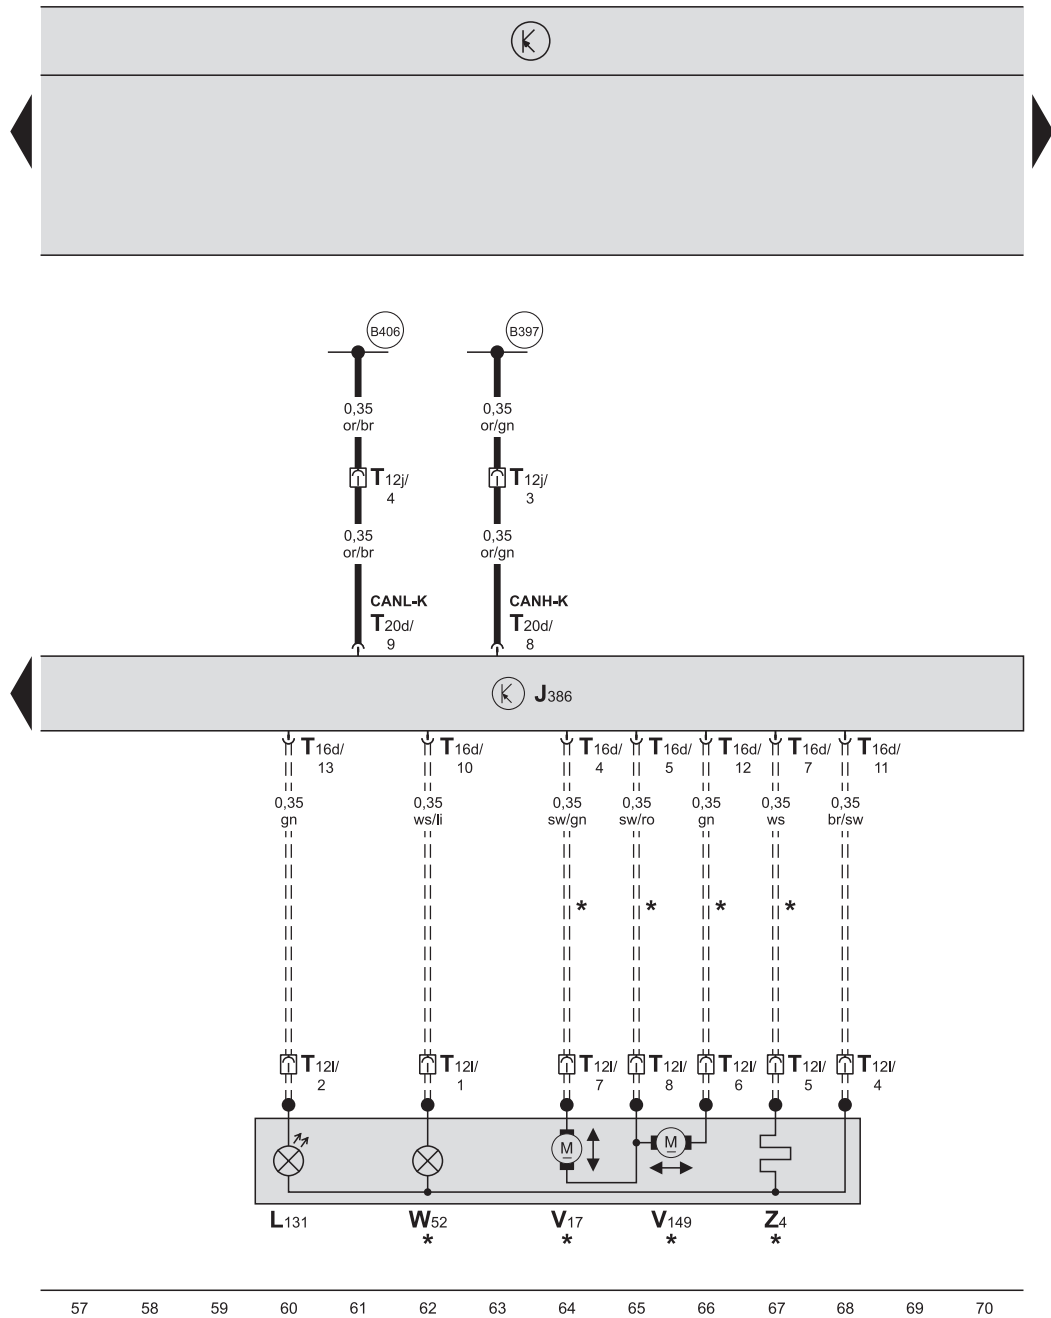 B406 B397
0,35 0,35
or/br or/gn
T12j/ T12j/
4 3
0,35 0,35
or/br or/gn
CANL-K CANH-K
T20d/ T20d/
9 8
J386
T16d/ T16d/ T16d/ T16d/ T16d/ T16d/ T16d/
13 10 4 5 12 7 11
0,35 0,35 0,35 0,35 0,35 0,35 0,35
gn ws/li sw/gn sw/ro gn ws br/sw
* * * *
T12l/ T12l/ T12l/ T12l/ T12l/ T12l/ T12l/
2 1 7 8 6 5 4
M M
L131 W52 V17 V149 Z4
* * * *
57 58 59 60 61 62 63 64 65 66 67 68 69 70